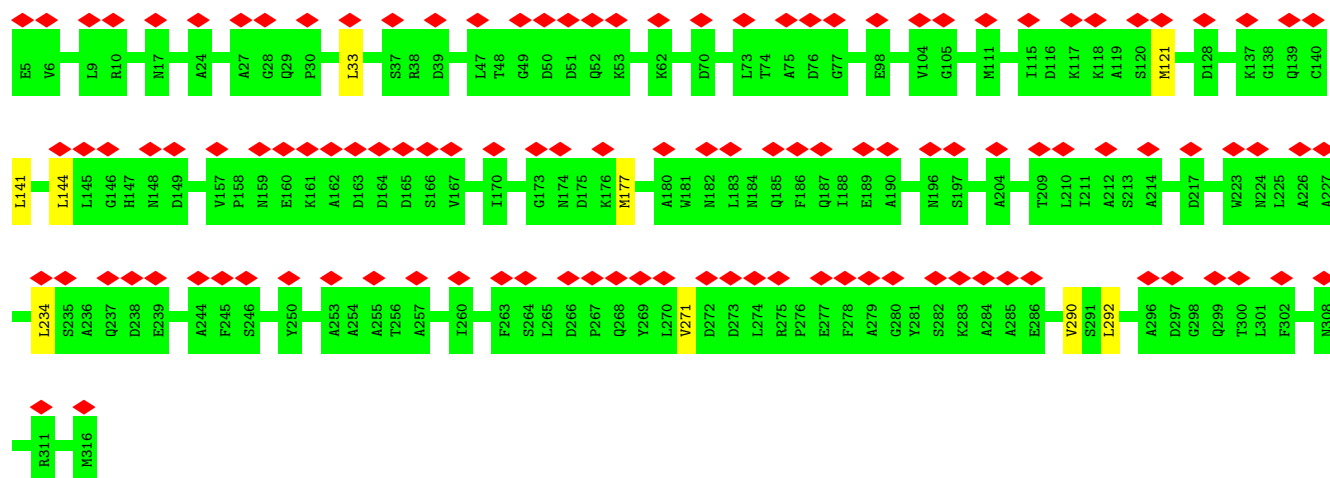 E5 V6 L9 R10 N17 A24 A27 G28 Q29 P30 L33 S37 R38 D39 L47 T48 G49 D50 D51 Q52 K53 K62 D70 L73 T74 A75 D76 G77 E98 V104 G105 M111 I115 D116 K117 K118 A119 S120 M121 D128 K137 G138 Q139 C140
L141 L144 L145 G146 H147 N148 D149 V157 P158 N159 E160 K161 A162 D163 D164 D165 S166 V167 I170 G173 N174 D175 K176 M177 A180 W181 N182 L183 N184 Q185 F186 Q187 I188 E189 A190 N196 S197 A204 T209 L210 I211 A212 S213 A214 D217 W223 N224 L225 A226 A227
L234 S235 A236 Q237 D238 E239 A244 F245 S246 Y250 A253 A254 A255 T256 A257 I260 F263 S264 L265 D266 P267 Q268 Y269 L270 V271 D272 D273 L274 R275 P276 E277 F278 A279 G280 Y281 S282 K283 A284 A285 E286 V290 S291 L292 A296 D297 G298 Q299 T300 L301 F302 N308
R311 M316